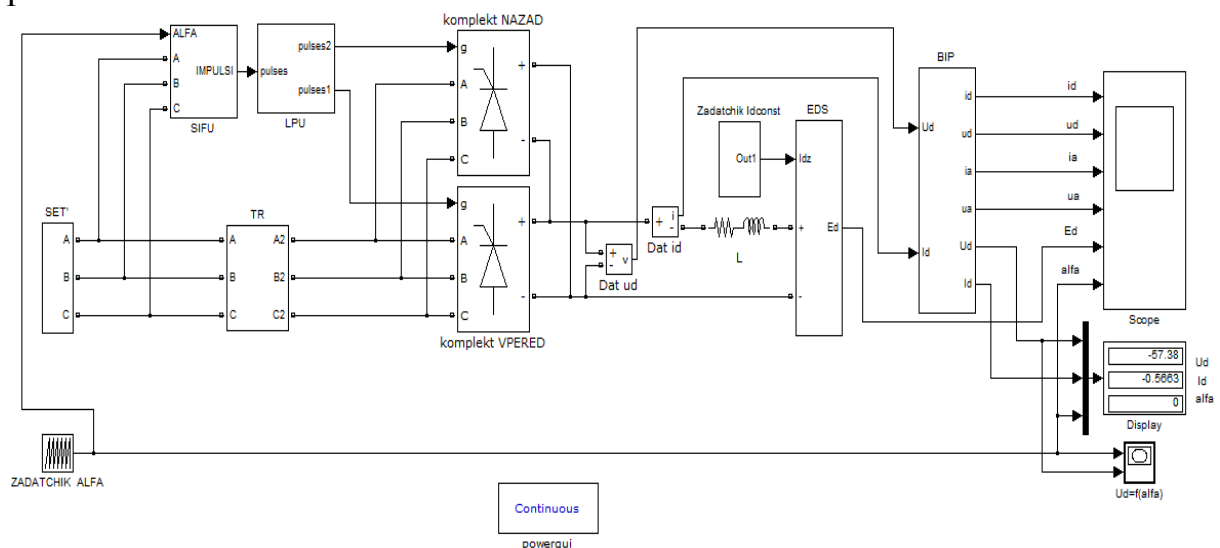 komplekt NAZAD
ALFA
A
B
C
IMPULSI
SIFU
pulses
pulses2
pulses1
LPU
g
A
B
C
+
-
SET'
A
B
C
TR
A
B
C
A2
B2
C2
g
A
B
C
+
-
komplekt VPERED
+
-
v
Dat ud
+
i
-
Dat id
L
Zadatchik Idconst
Out1
EDS
Idz
+
-
Ed
BIP
Ud
Id
id
ud
ia
ua
Ud
Id
id
ud
ia
ua
Ed
alfa
Scope
-57.38
-0.5663
0
Ud
Id
alfa
Display
Ud=f(alfa)
ZADATCHIK ALFA
Continuous
powergui